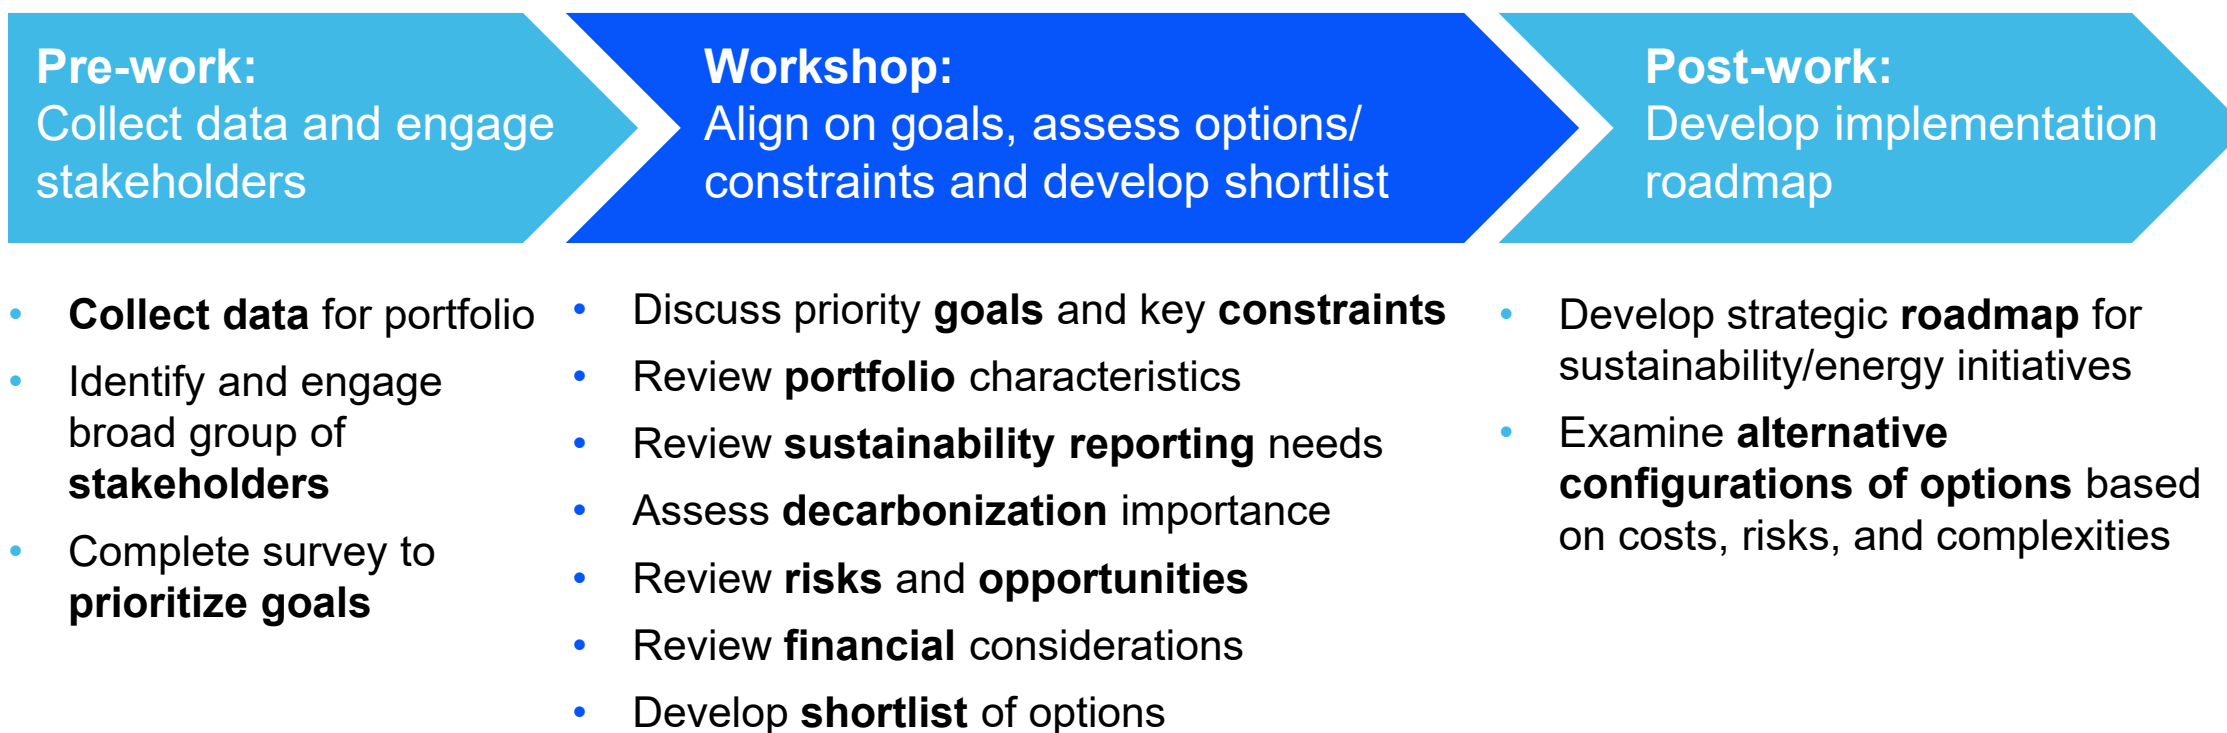 Pre-work:
Collect data and engage
stakeholders
Workshop:
Align on goals, assess options/
constraints and develop shortlist
Post-work:
Develop implementation
roadmap
• Collect data for portfolio
• Identify and engage
broad group of
stakeholders
• Complete survey to
prioritize goals
• Discuss priority goals and key constraints
• Review portfolio characteristics
• Review sustainability reporting needs
• Assess decarbonization importance
• Review risks and opportunities
• Review financial considerations
• Develop shortlist of options
• Develop strategic roadmap for
sustainability/energy initiatives
• Examine alternative
configurations of options based
on costs, risks, and complexities